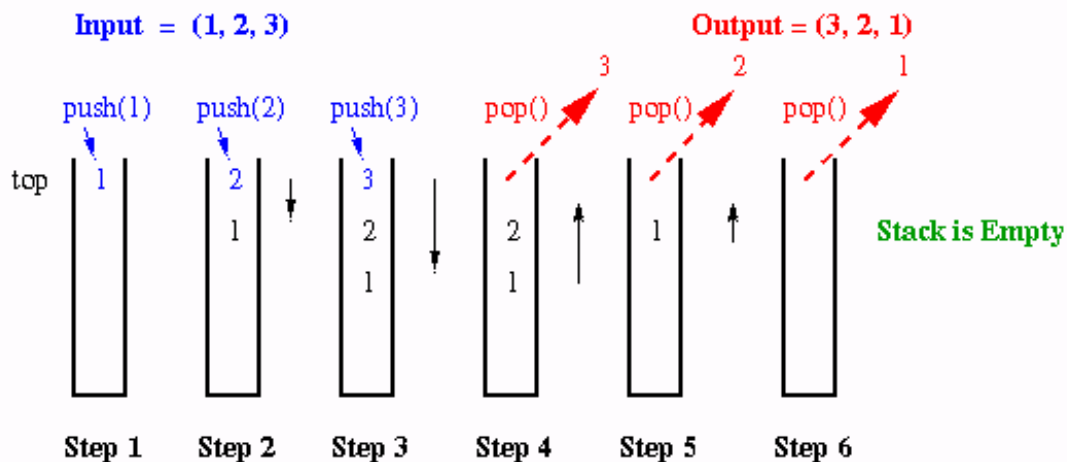 Input = (1, 2, 3)
Output = (3, 2, 1)
3
2
1
push(1)
push(2)
push(3)
pop()
pop()
pop()
top
1
2
3
1
2
2
1
1
1
Stack is Empty
Step 1
Step 2
Step 3
Step 4
Step 5
Step 6